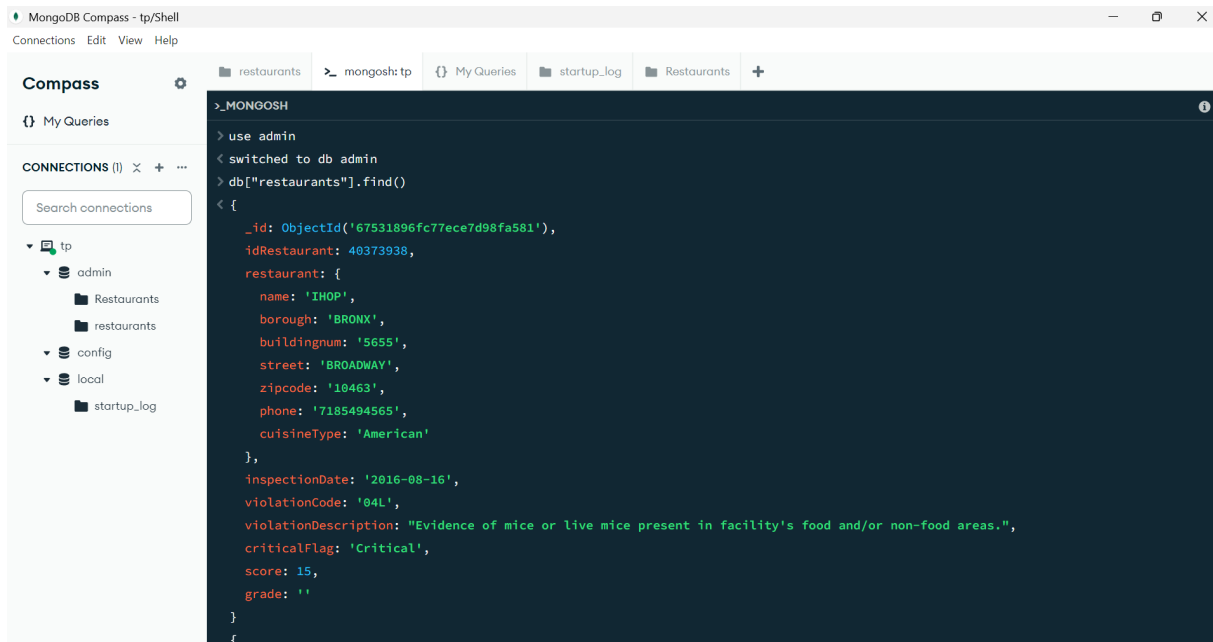 MongoDB Compass - tp/Shell
Connections Edit View Help
Compass
{} My Queries
CONNECTIONS (1)
Search connections
tp
admin
Restaurants
restaurants
config
local
startup_log
restaurants >_ mongosh: tp {} My Queries startup_log Restaurants +
>_MONGOSH
> use admin
< switched to db admin
> db["restaurants"].find()
< {
_id: ObjectId('67531896fc77ece7d98fa581'),
idRestaurant: 40373938,
restaurant: {
name: 'IHOP',
borough: 'BRONX',
buildingnum: '5655',
street: 'BROADWAY',
zipcode: '10463',
phone: '7185494565',
cuisineType: 'American'
},
inspectionDate: '2016-08-16',
violationCode: '04L',
violationDescription: "Evidence of mice or live mice present in facility's food and/or non-food areas.",
criticalFlag: 'Critical',
score: 15,
grade: ''
}
{